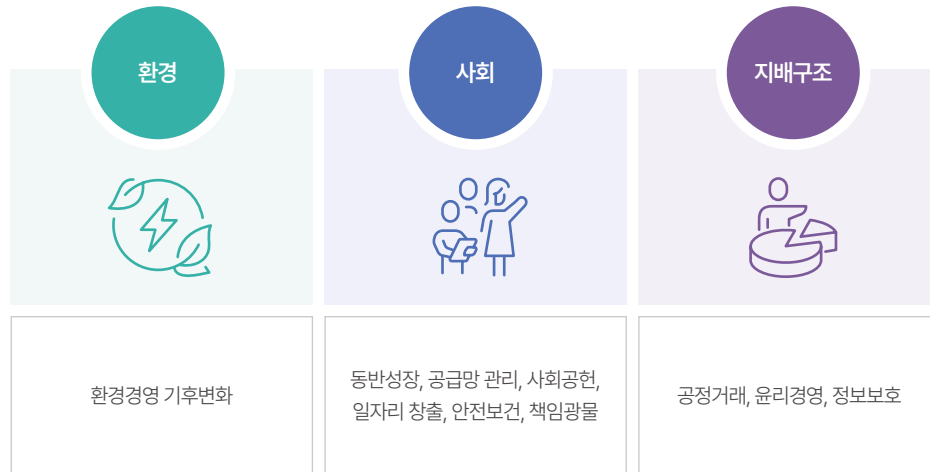 환경
사회
지배구조
환경경영 기후변화
동반성장, 공급망 관리, 사회공헌,
일자리 창출, 안전보건, 책임광물
공정거래, 윤리경영, 정보보호